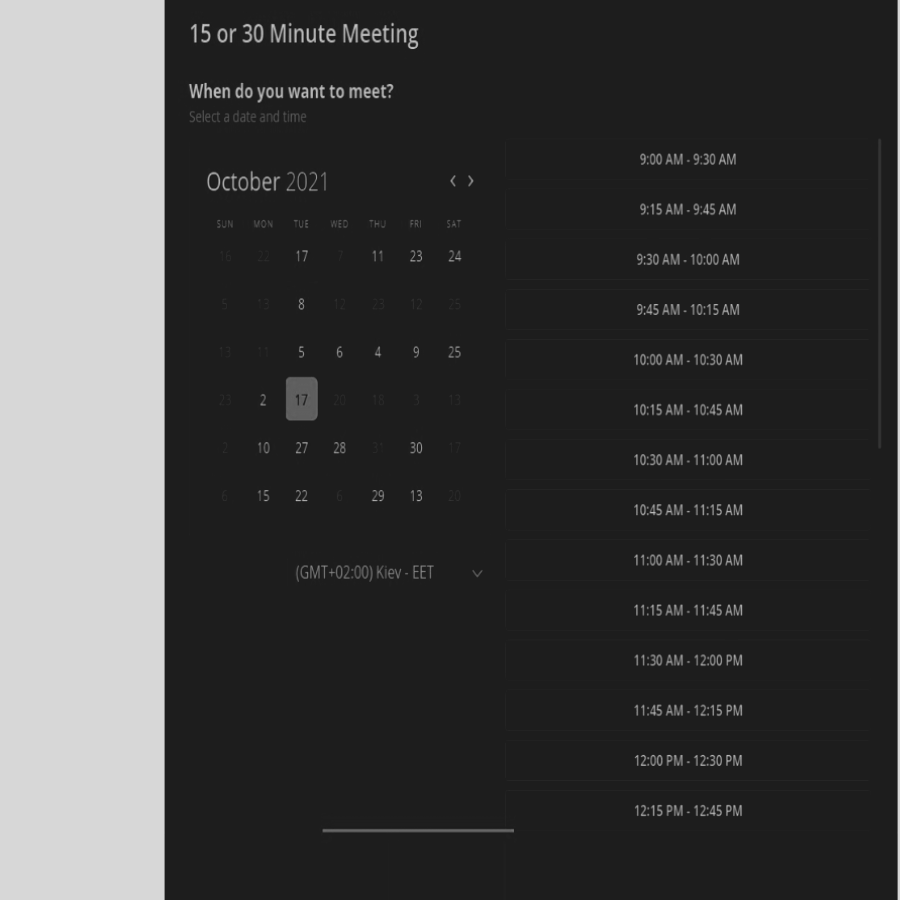 15 or 30 Minute Meeting
When do you want to meet?
Select a date and time
October 2021
SUN MON TUE WED THU FRI SAT
16 22 17 7 11 23 24
5 13 8 12 23 12 25
13 11 5 6 4 9 25
23 2 17 20 18 3 13
2 10 27 28 31 30 17
6 15 22 6 29 13 20
(GMT+02:00) Kiev - EET
9:00 AM - 9:30 AM
9:15 AM - 9:45 AM
9:30 AM - 10:00 AM
9:45 AM - 10:15 AM
10:00 AM - 10:30 AM
10:15 AM - 10:45 AM
10:30 AM - 11:00 AM
10:45 AM - 11:15 AM
11:00 AM - 11:30 AM
11:15 AM - 11:45 AM
11:30 AM - 12:00 PM
11:45 AM - 12:15 PM
12:00 PM - 12:30 PM
12:15 PM - 12:45 PM